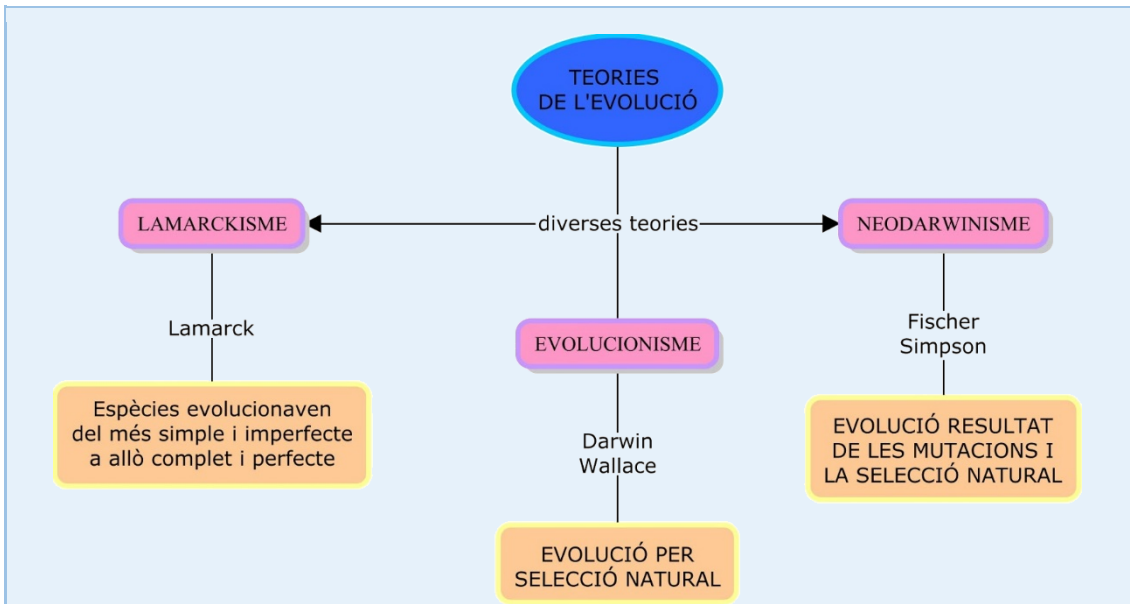 TEORIES
DE L'EVOLUCIÓ
diverses teories
LAMARCKISME
Lamarck
Espècies evolucionaven
del més simple i imperfecte
a allò complet i perfecte
EVOLUCIONISME
Darwin
Wallace
EVOLUCIÓ PER
SELECCIÓ NATURAL
NEODARWINISME
Fischer
Simpson
EVOLUCIÓ RESULTAT
DE LES MUTACIONS I
LA SELECCIÓ NATURAL